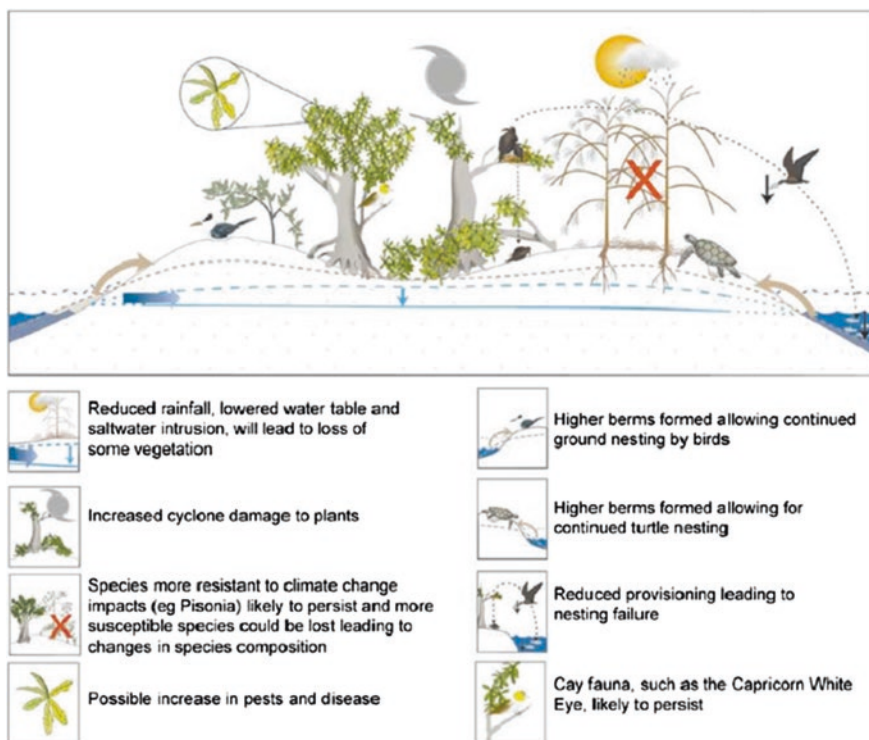 Reduced rainfall, lowered water table and
saltwater intrusion, will lead to loss of
some vegetation
Increased cyclone damage to plants
Species more resistant to climate change
impacts (eg Pisonia) likely to persist and more
susceptible species could be lost leading to
changes in species composition
Possible increase in pests and disease
Higher berms formed allowing continued
ground nesting by birds
Higher berms formed allowing for
continued turtle nesting
Reduced provisioning leading to
nesting failure
Cay fauna, such as the Capricorn White
Eye, likely to persist